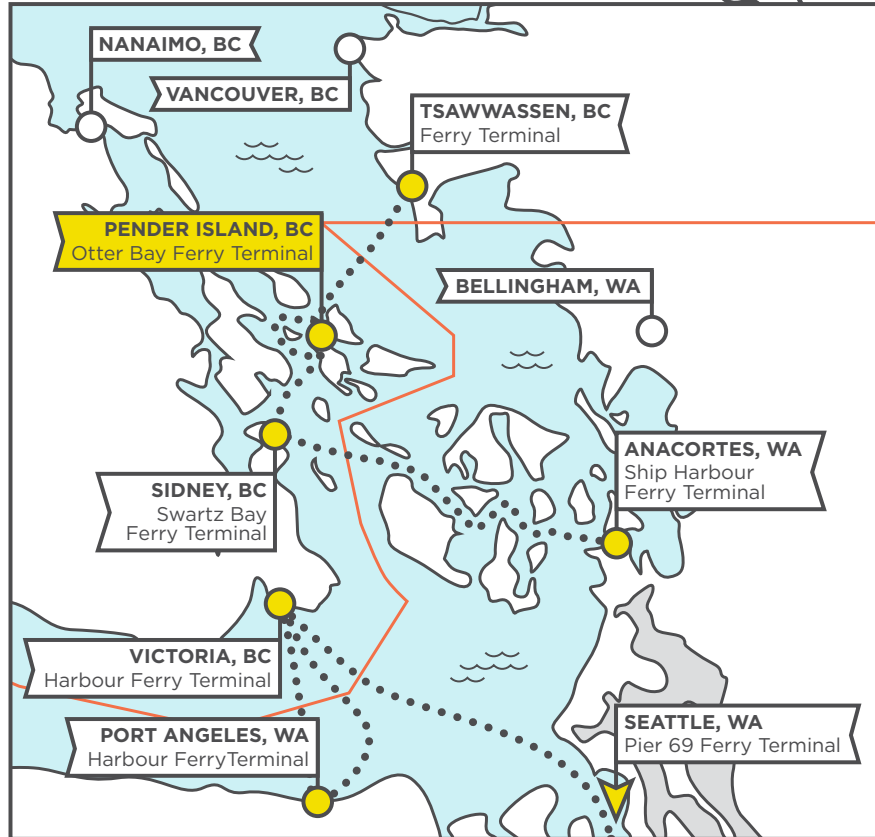 NANAIMO, BC
VANCOUVER, BC
TSAWWASSEN, BC
Ferry Terminal
PENDER ISLAND, BC
Otter Bay Ferry Terminal
BELLINGHAM, WA
ANACORTES, WA
Ship Harbour
Ferry Terminal
SIDNEY, BC
Swartz Bay
Ferry Terminal
VICTORIA, BC
Harbour Ferry Terminal
SEATTLE, WA
Pier 69 Ferry Terminal
PORT ANGELES, WA
Harbour FerryTerminal